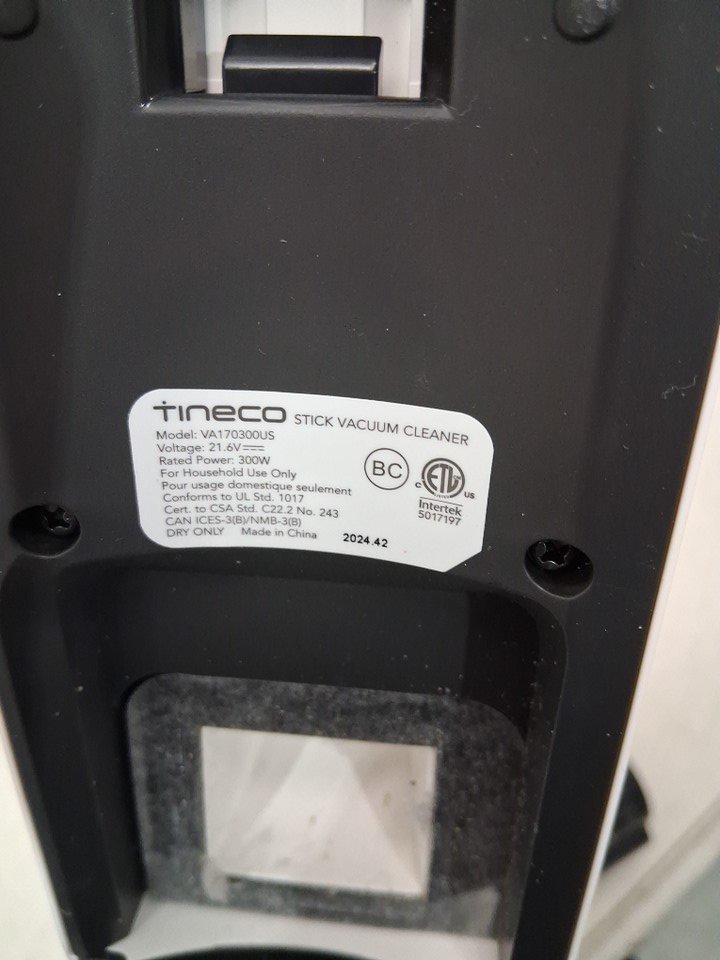 TINECO STICK VACUUM CLEANER
Model: VA170300US
Voltage: 21.6V
Rated Power: 300W
For Household Use Only
Pour usage domestique seulement
Conforms to UL Std. 1017
Cert. to CSA Std. C22.2 No. 243
CAN ICES-3(B)/NMB-3(B)
DRY ONLY Made in China 2024.42
BC
c ETL us
Intertek
5017197